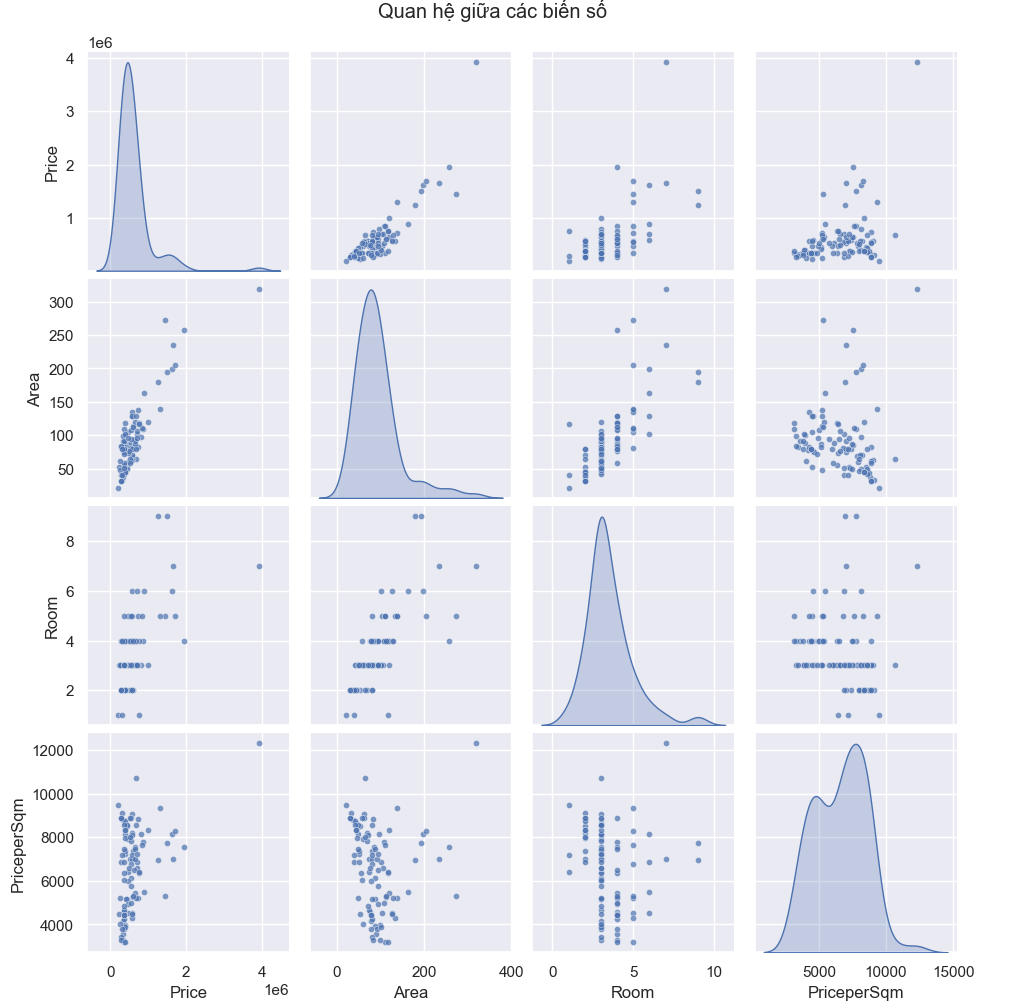 Quan hệ giữa các biến số
1e6
4
3
2
1
Price
300
250
200
150
100
50
Area
8
6
4
2
Room
12000
10000
8000
6000
4000
PriceperSqm
0 2 4
1e6
Price
0 200 400
Area
0 5 10
Room
5000 10000 15000
PriceperSqm